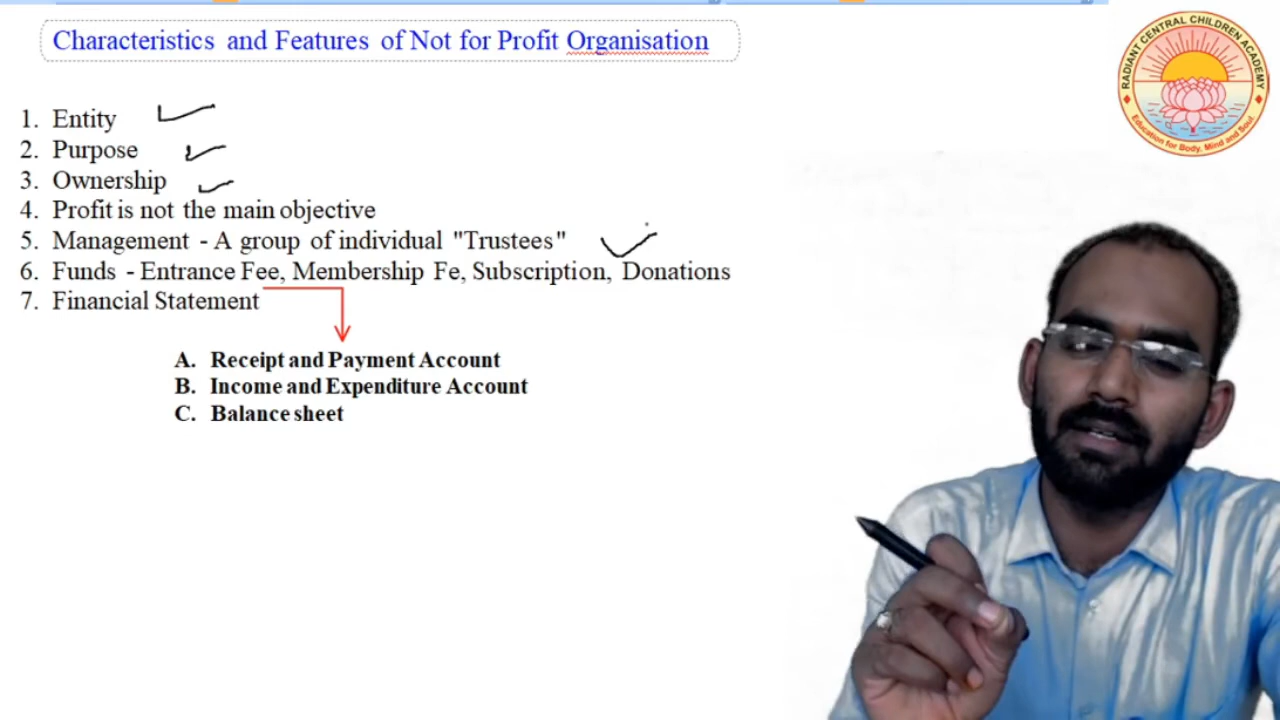 Characteristics and Features of Not for Profit Organisation
RADIANT CENTRAL CHILDREN ACADEMY
Education for Body, Mind and Soul.
1. Entity
2. Purpose
3. Ownership
4. Profit is not the main objective
5. Management - A group of individual "Trustees"
6. Funds - Entrance Fee, Membership Fe, Subscription, Donations
7. Financial Statement
A. Receipt and Payment Account
B. Income and Expenditure Account
C. Balance sheet